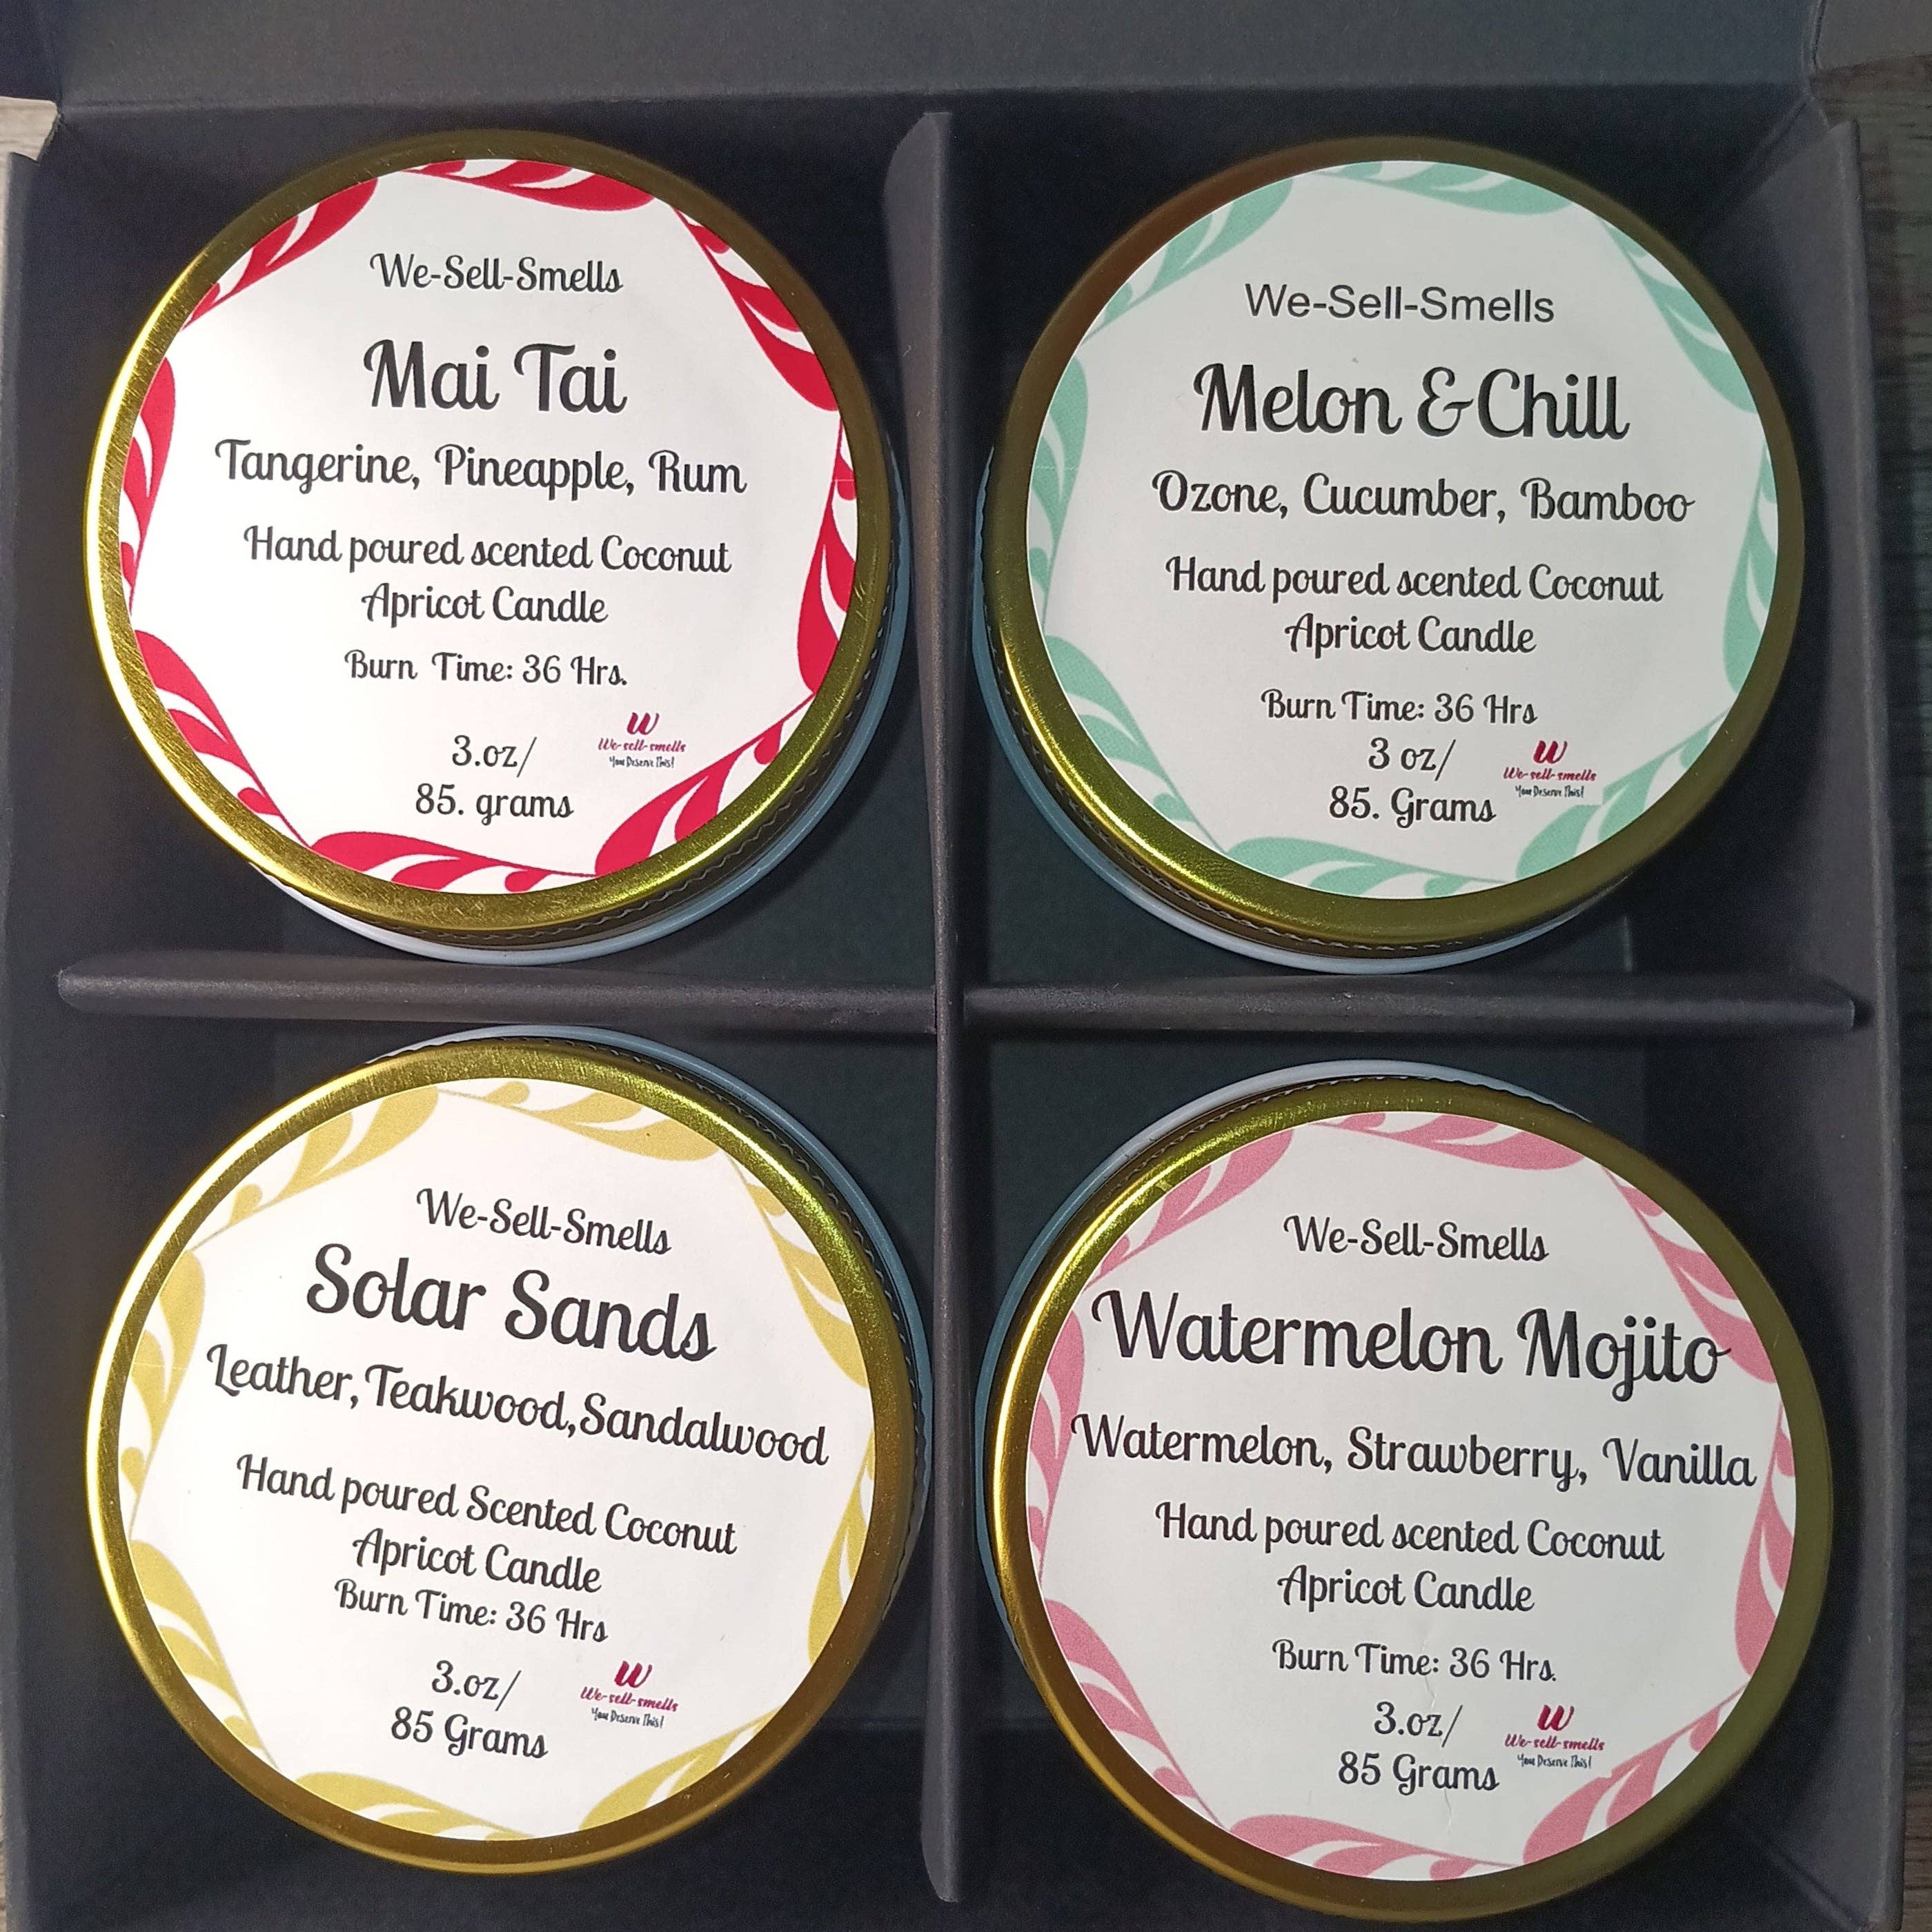 We-Sell-Smells
Mai Tai
Tangerine, Pineapple, Rum
Hand poured scented Coconut
Apricot Candle
Burn Time: 36 Hrs.
3.oz/
85. grams
W
We-sell-smells
You Deserve This!
We-Sell-Smells
Melon & Chill
Ozone, Cucumber, Bamboo
Hand poured scented Coconut
Apricot Candle
Burn Time: 36 Hrs
3 oz/
85. Grams
W
We-sell-smells
You Deserve This!
We-Sell-Smells
Solar Sands
Leather, Teakwood,Sandalwood
Hand poured Scented Coconut
Apricot Candle
Burn Time: 36 Hrs
3.oz/
85 Grams
W
We-sell-smells
You Deserve This!
We-Sell-Smells
Watermelon Mojito
Watermelon, Strawberry, Vanilla
Hand poured scented Coconut
Apricot Candle
Burn Time: 36 Hrs.
3.oz/
85 Grams
W
We-sell-smells
You Deserve This!